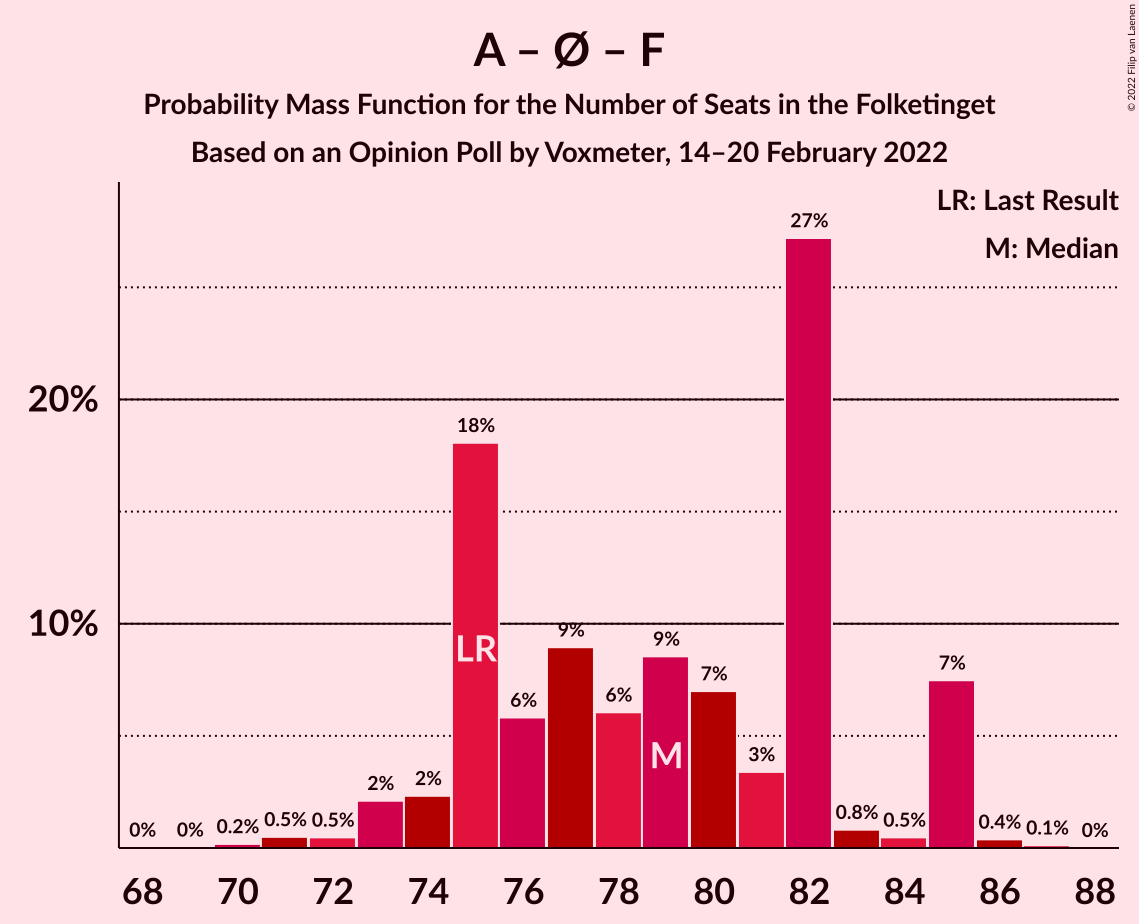 A – Ø – F
Probability Mass Function for the Number of Seats in the Folketinget
Based on an Opinion Poll by Voxmeter, 14–20 February 2022
© 2022 Filip van Laenen
LR: Last Result
M: Median
27%
20%
18%
10%
9%
9%
LR
6%
6%
7%
7%
M
3%
2%
2%
0%
0%
0.2%
0.5%
0.5%
0.8%
0.5%
0.4%
0.1%
0%
68 70 72 74 76 78 80 82 84 86 88